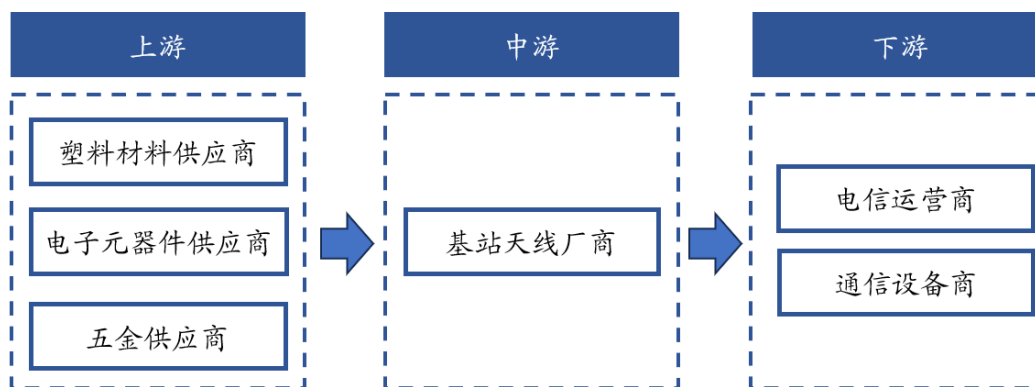 上游
中游
下游
塑料材料供应商
电子元器件供应商
五金供应商
基站天线厂商
电信运营商
通信设备商